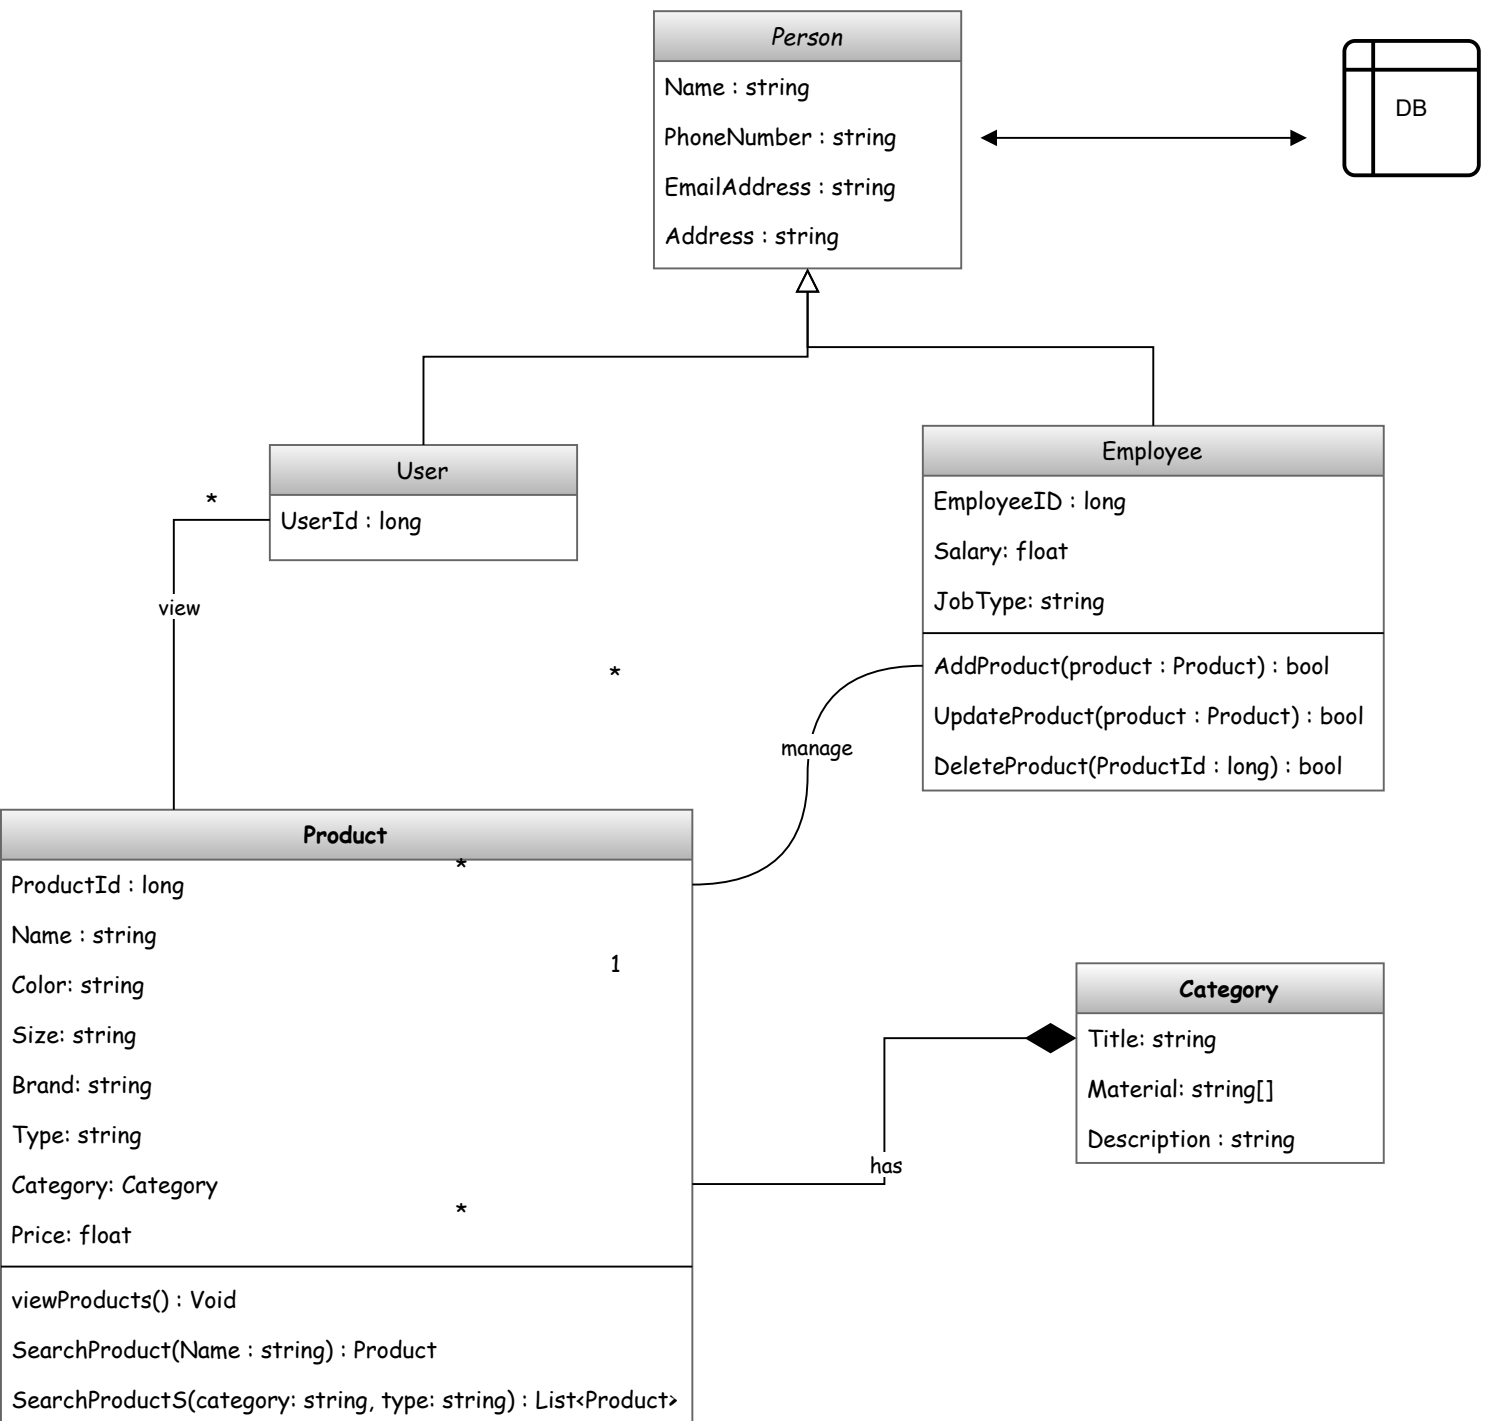 Person
Name : string
PhoneNumber : string
EmailAddress : string
Address : string
DB
User
UserId : long
*
view
Employee
EmployeeID : long
Salary: float
JobType: string
AddProduct(product : Product) : bool
UpdateProduct(product : Product) : bool
DeleteProduct(ProductId : long) : bool
*
manage
Product
*
ProductId : long
Name : string
1
Color: string
Size: string
Brand: string
Type: string
Category: Category
*
Price: float
viewProducts() : Void
SearchProduct(Name : string) : Product
SearchProductS(category: string, type: string) : List<Product>
Category
Title: string
Material: string[]
Description : string
has